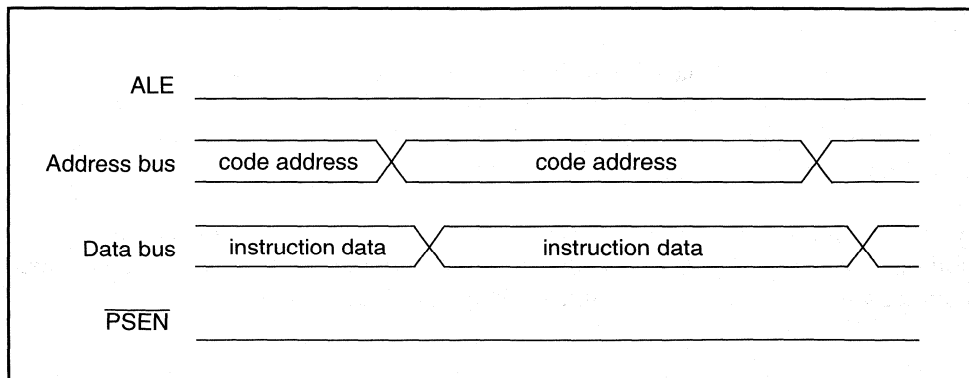 ALE
Address bus code address code address
Data bus instruction data instruction data
PSEN